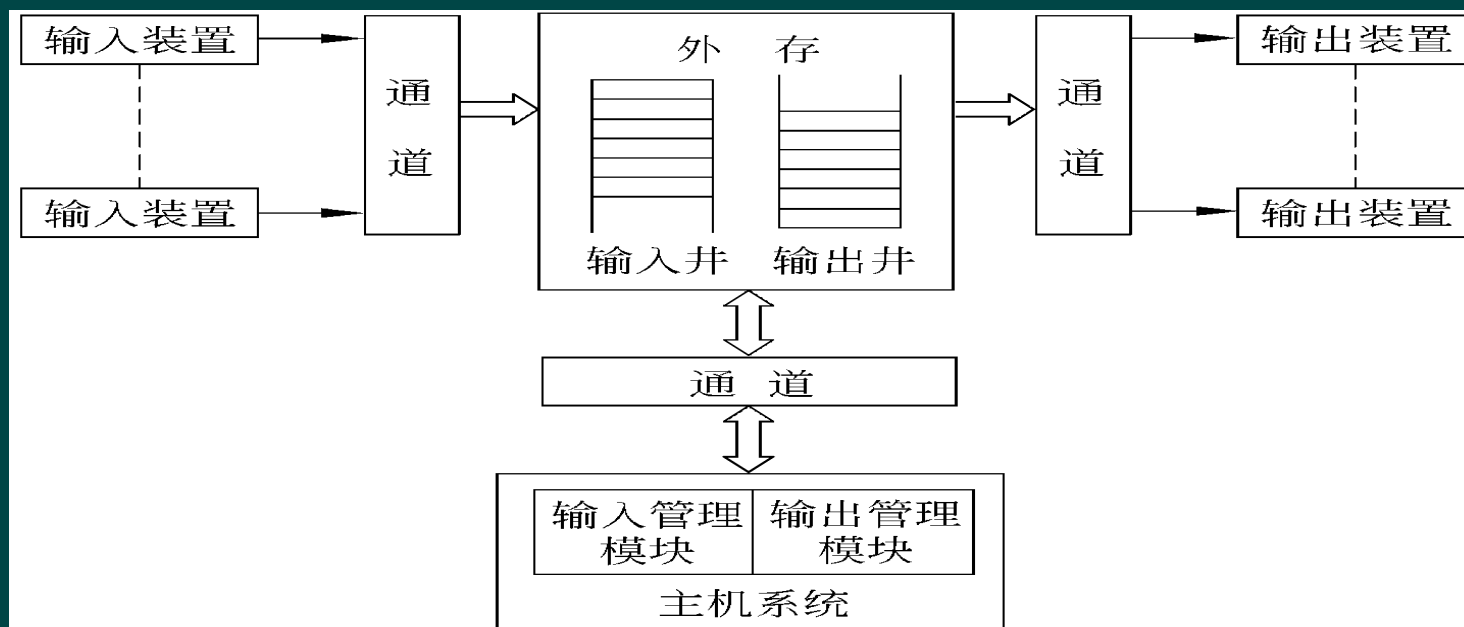 输入装置
输入装置
通
道
外 存
输入井
输出井
通
道
输出装置
输出装置
通 道
输入管理
模块
输出管理
模块
主机系统